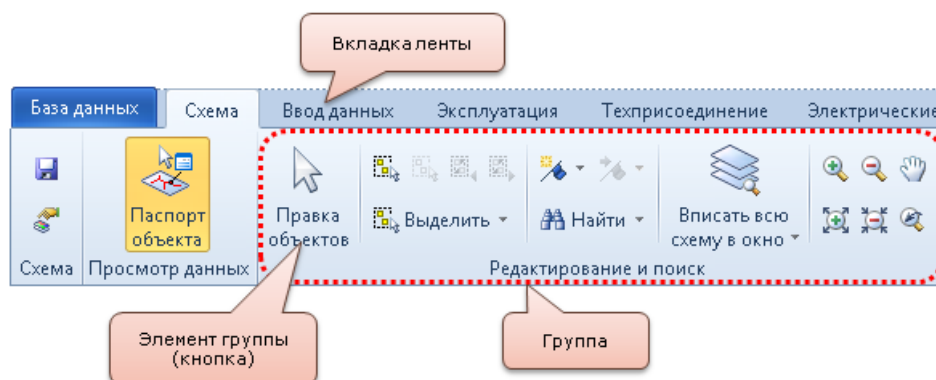 Вкладка ленты
База данных
Схема
Ввод данных
Эксплуатация
Техприсоединение
Электрические
Паспорт
объекта
Правка
объектов
Выделить
Найти
Вписать всю
схему в окно
Схема
Просмотр данных
Редактирование и поиск
Элемент группы
(кнопка)
Группа